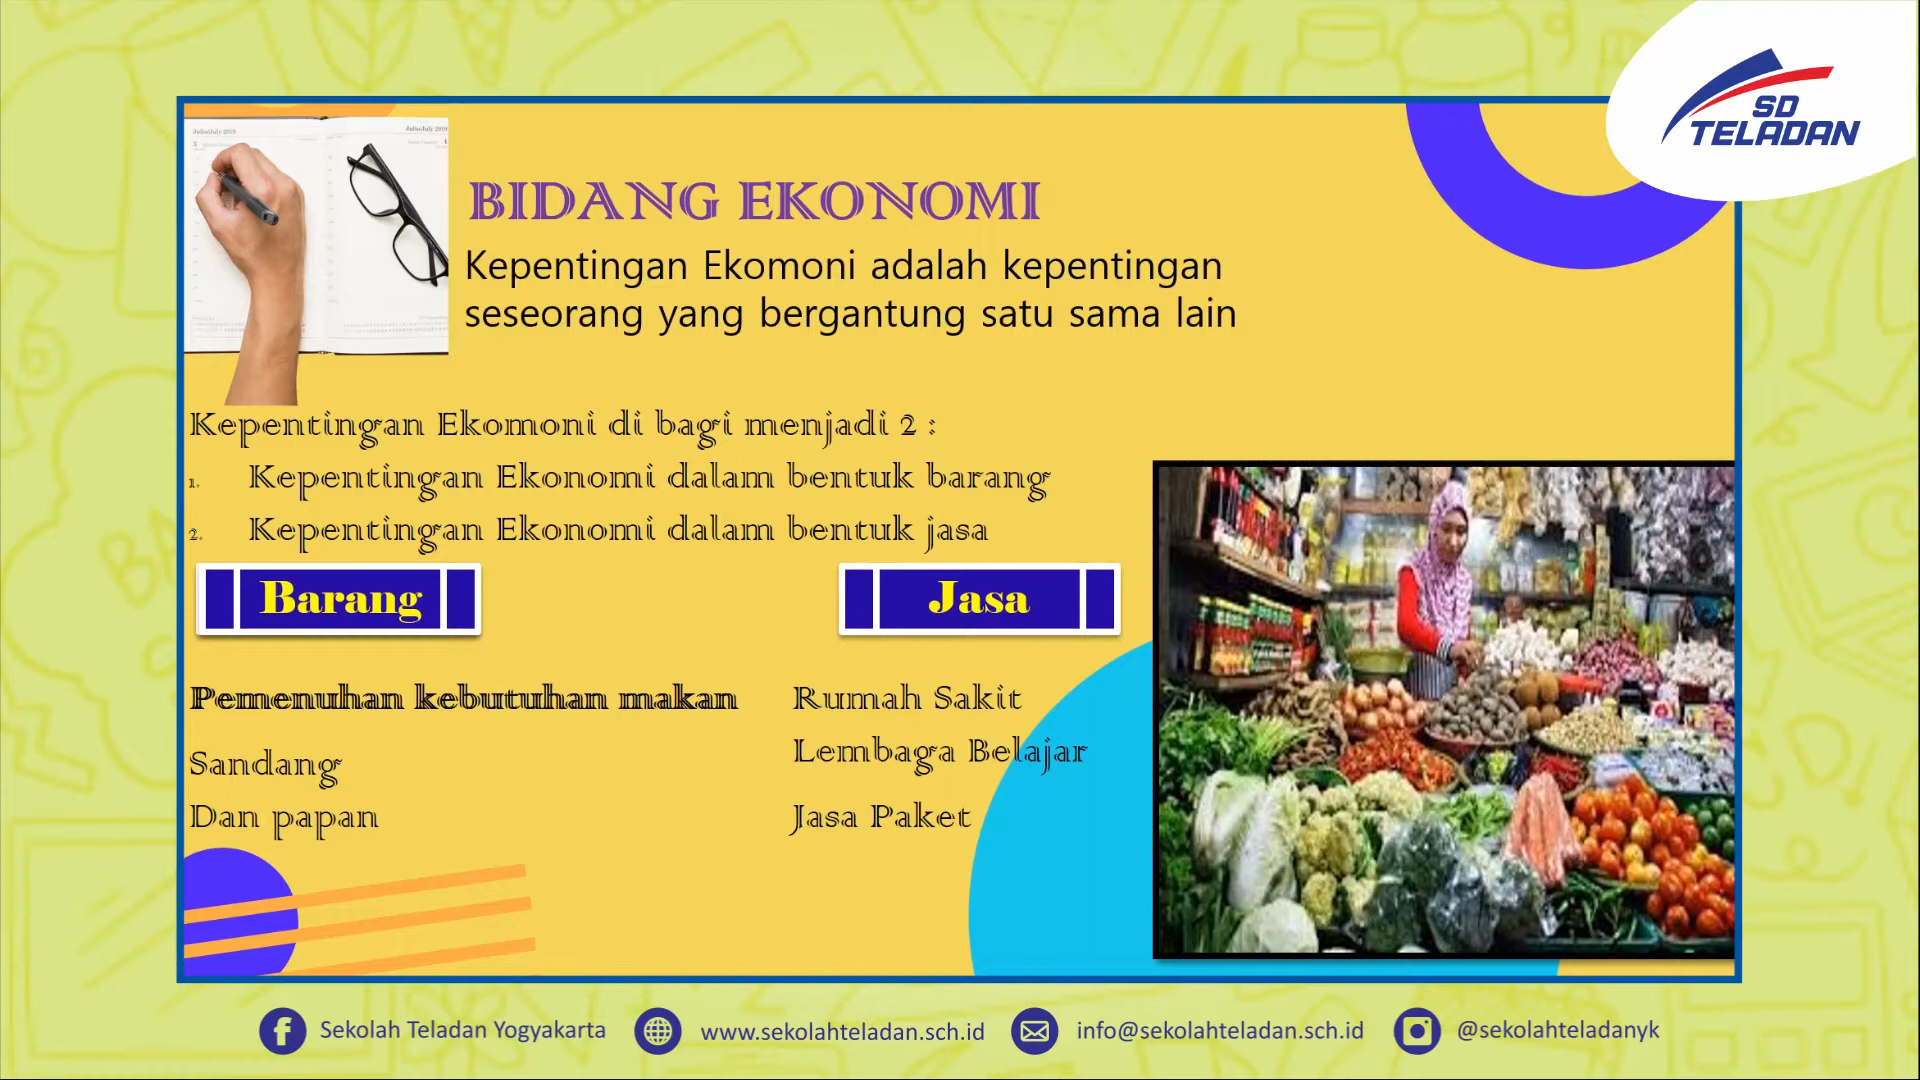 SD
TELADAN
BIDANG EKONOMI
Kepentingan Ekomoni adalah kepentingan
seseorang yang bergantung satu sama lain
Kepentingan Ekomoni di bagi menjadi 2 :
1. Kepentingan Ekonomi dalam bentuk barang
2. Kepentingan Ekonomi dalam bentuk jasa
Barang
Jasa
Pemenuhan kebutuhan makan
Sandang
Dan papan
Rumah Sakit
Lembaga Belajar
Jasa Paket
Sekolah Teladan Yogyakarta
www.sekolahteladan.sch.id
info@sekolahteladan.sch.id
@sekolahteladanyk